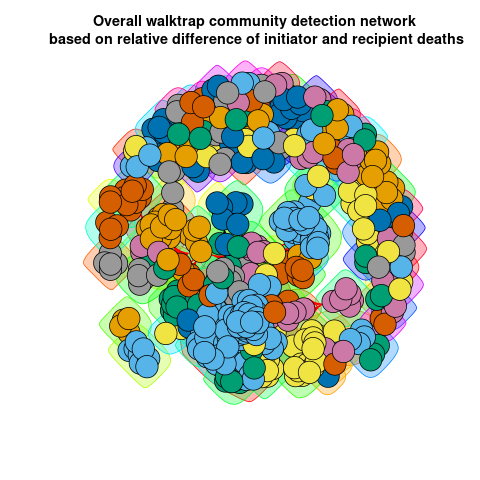 Overall walktrap community detection network
based on relative difference of initiator and recipient deaths